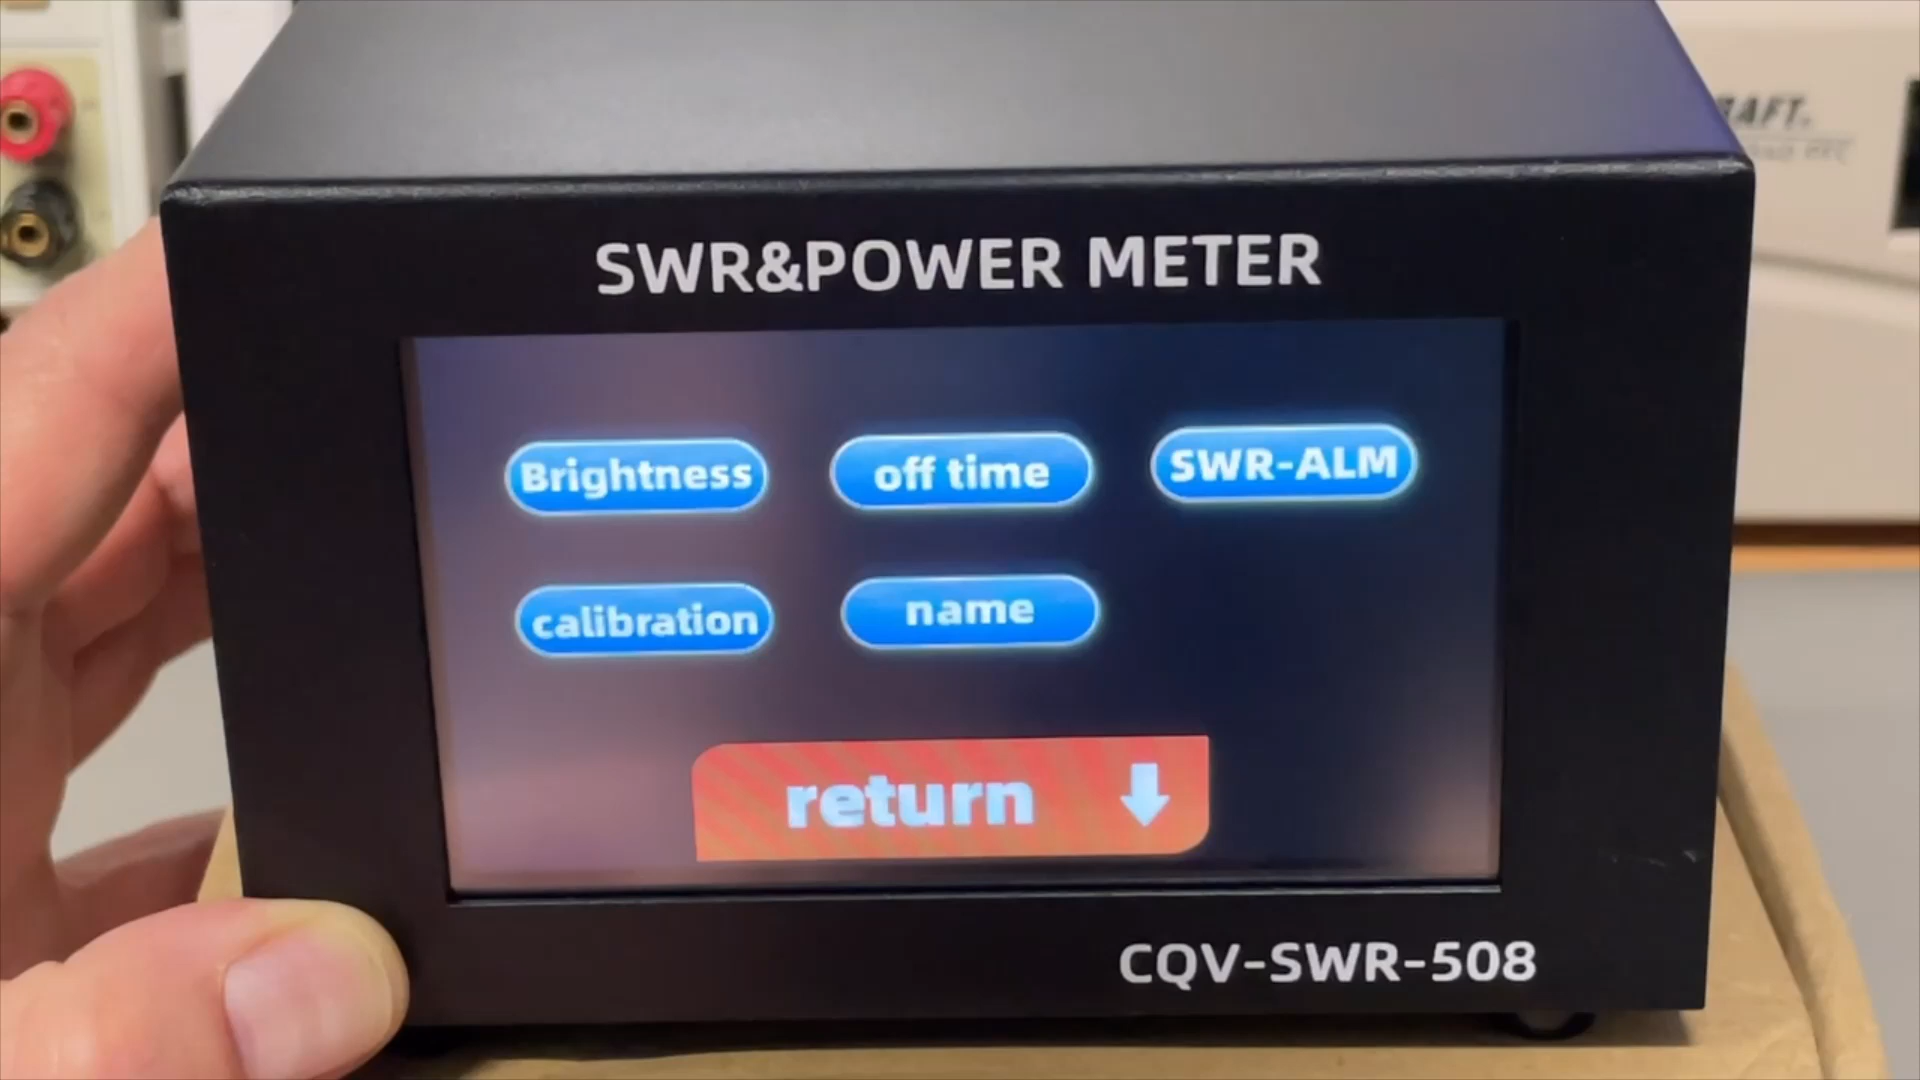 SWR&POWER METER
Brightness
off time
SWR-ALM
calibration
name
return
CQV-SWR-508